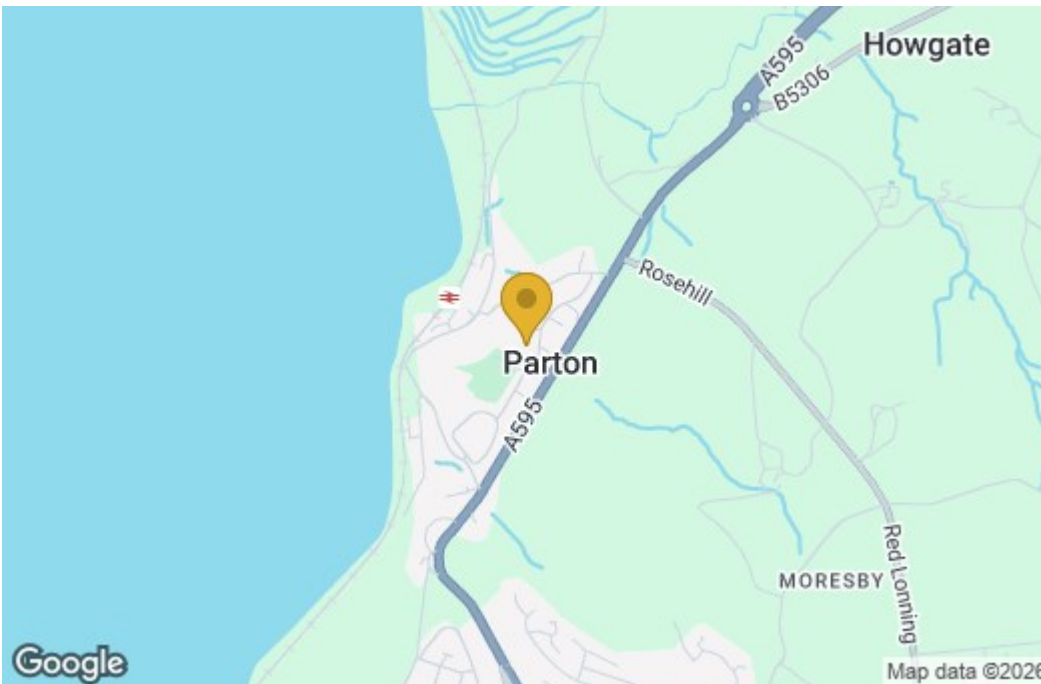 Howgate
A595
B5306
Rosehill
Parton
A595
MORESBY
Red Lonning
Google
Map data ©2026